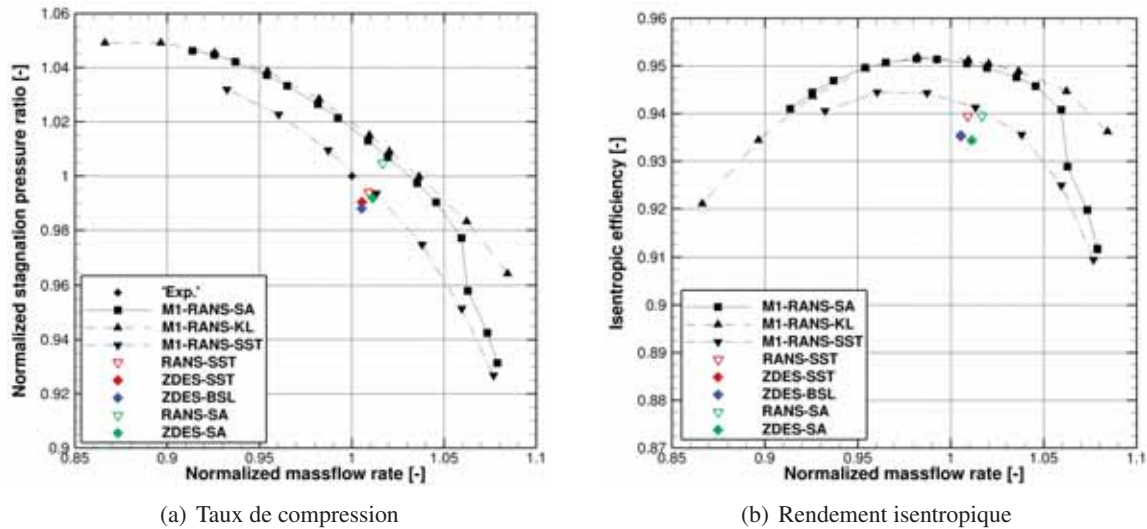 Normalized stagnation pressure ratio [-]
1.06
1.04
1.02
1
0.98
0.96
0.94
0.92
0.9
0.85
0.9
0.95
1
1.05
1.1
Normalized massflow rate [-]
"Exp."
M1-RANS-SA
M1-RANS-KL
M1-RANS-SST
RANS-SST
ZDES-SST
ZDES-BSL
RANS-SA
ZDES-SA
(a) Taux de compression
Isentropic efficiency [-]
0.96
0.95
0.94
0.93
0.92
0.91
0.9
0.89
0.88
0.87
0.85
0.9
0.95
1
1.05
1.1
Normalized massflow rate [-]
M1-RANS-SA
M1-RANS-KL
M1-RANS-SST
RANS-SST
ZDES-SST
ZDES-BSL
RANS-SA
ZDES-SA
(b) Rendement isentropique